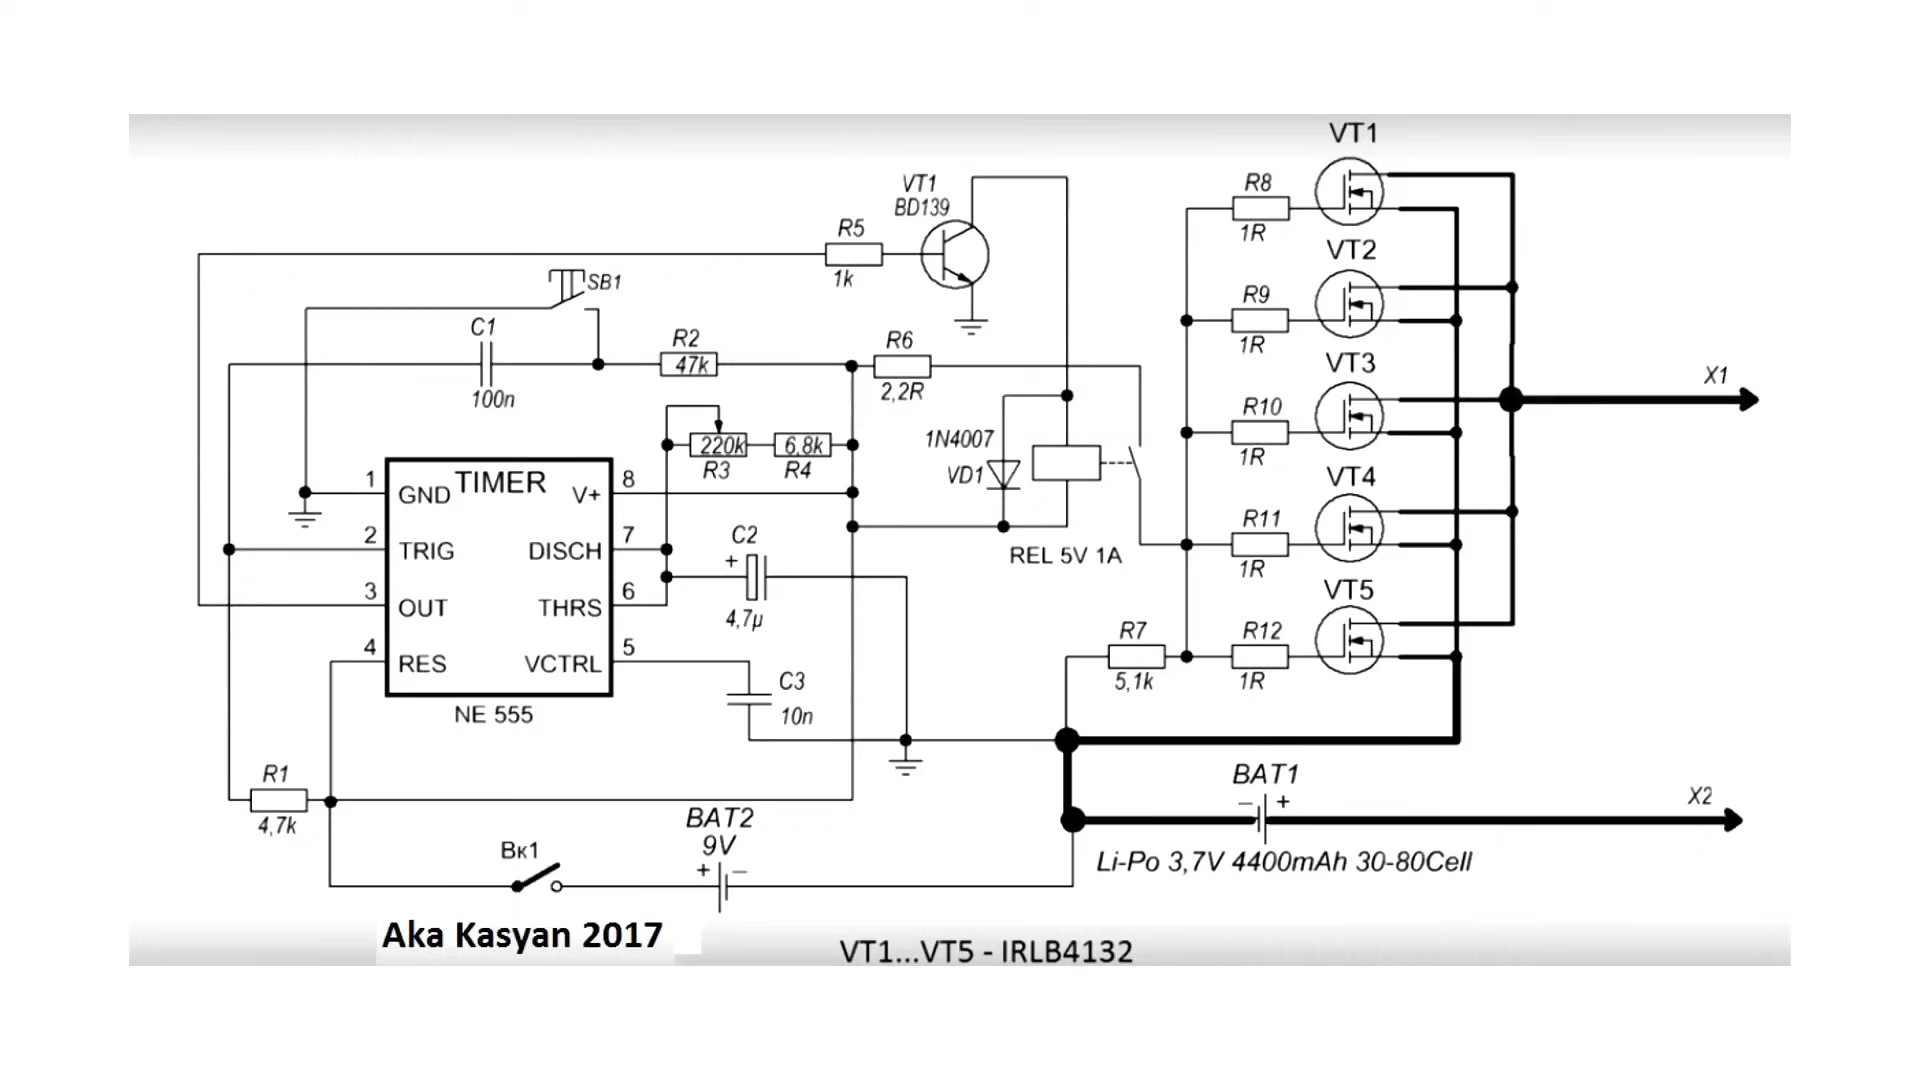 VT1
VT1
BD139
R8
1R
R5
1k
VT2
SB1
R9
1R
C1
100n
R2
47k
R6
2,2R
VT3
X1
R10
1R
220k
R3
6,8k
R4
1N4007
VD1
REL 5V 1A
VT4
R11
1R
TIMER
1
GND
V+
8
2
TRIG
DISCH
7
3
OUT
THRS
6
4
RES
VCTRL
5
NE 555
C2
+
4,7µ
VT5
R7
5,1k
R12
1R
C3
10n
R1
4,7k
BAT1
− +
X2
Li-Po 3,7V 4400mAh 30-80Cell
BAT2
9V
+ −
Вк1
Aka Kasyan 2017
VT1...VT5 - IRLB4132